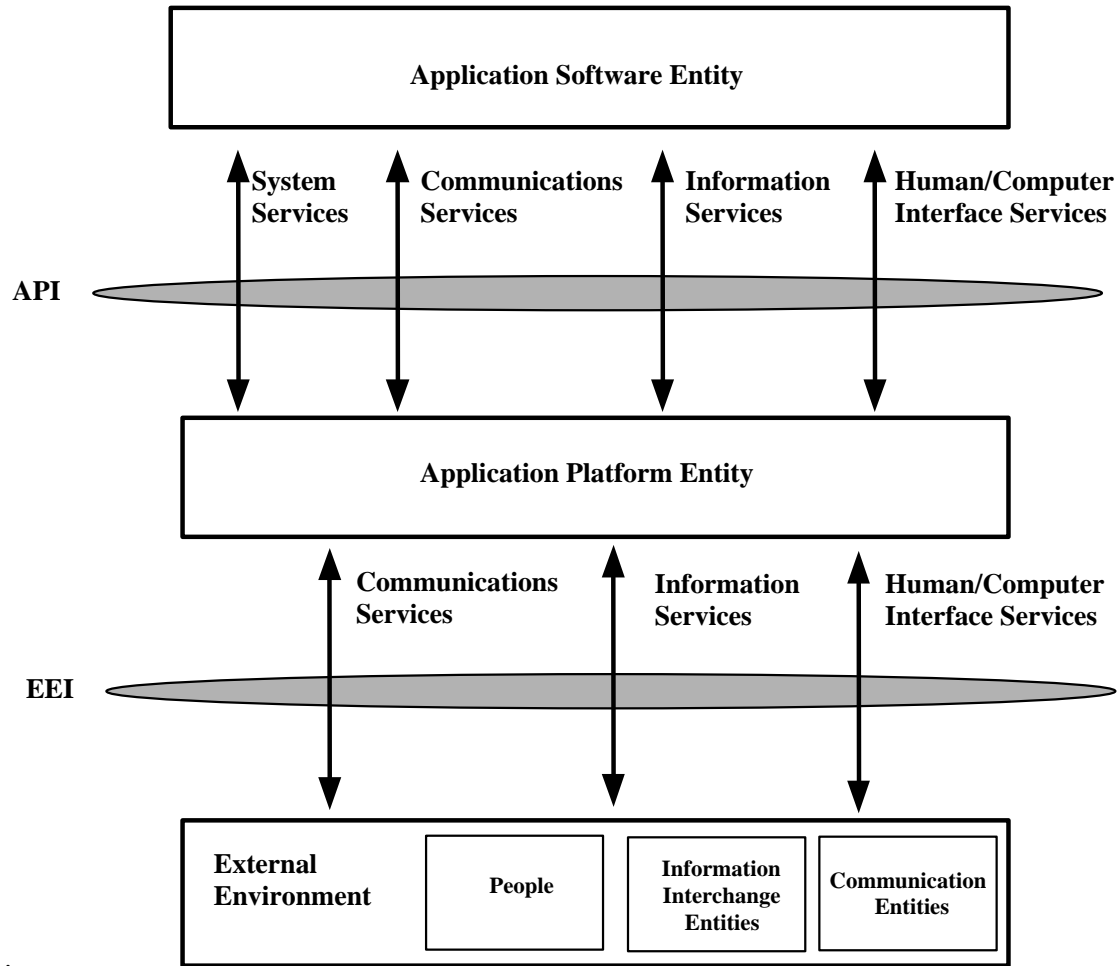 Application Software Entity
System
Services
Communications
Services
Information
Services
Human/Computer
Interface Services
API
Application Platform Entity
Communications
Services
Information
Services
Human/Computer
Interface Services
EEI
External
Environment
People
Information
Interchange
Entities
Communication
Entities